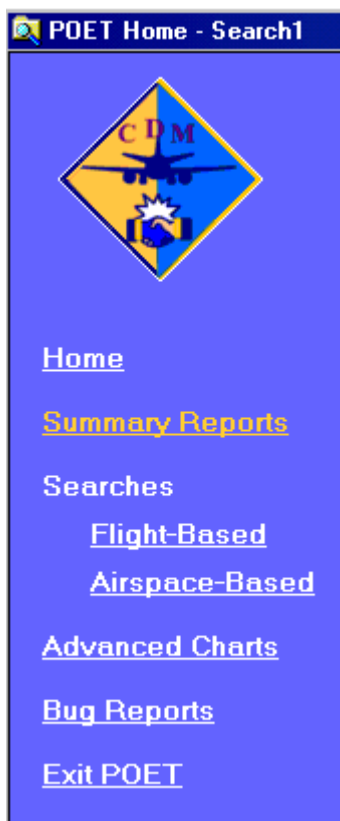 POET Home - Search1
CDM
Home
Summary Reports
Searches
Flight-Based
Airspace-Based
Advanced Charts
Bug Reports
Exit POET